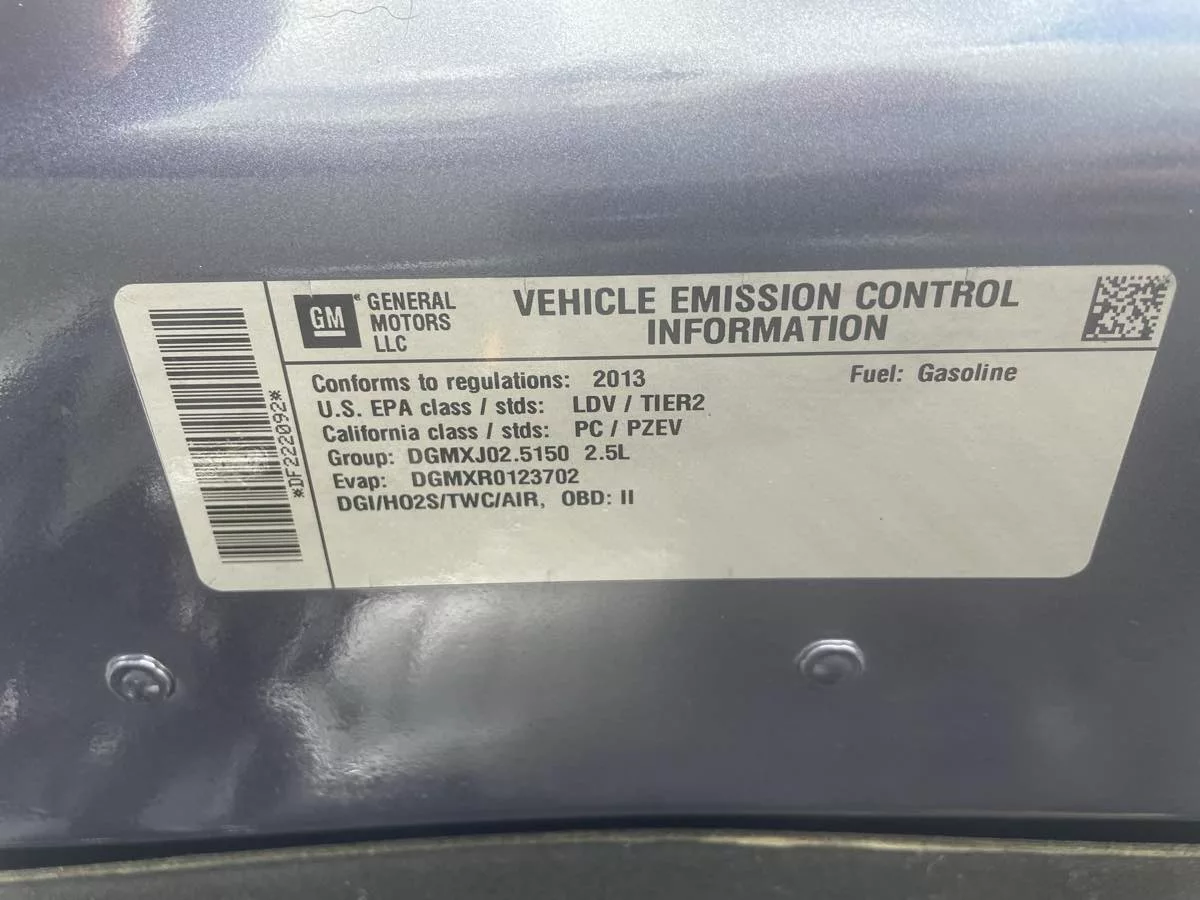 GM
GENERAL
MOTORS
LLC
VEHICLE EMISSION CONTROL
INFORMATION
*DF222092*
Conforms to regulations: 2013
Fuel: Gasoline
U.S. EPA class / stds: LDV / TIER2
California class / stds: PC / PZEV
Group: DGMXJ02.5150 2.5L
Evap: DGMXR0123702
DGI/HO2S/TWC/AIR, OBD: II